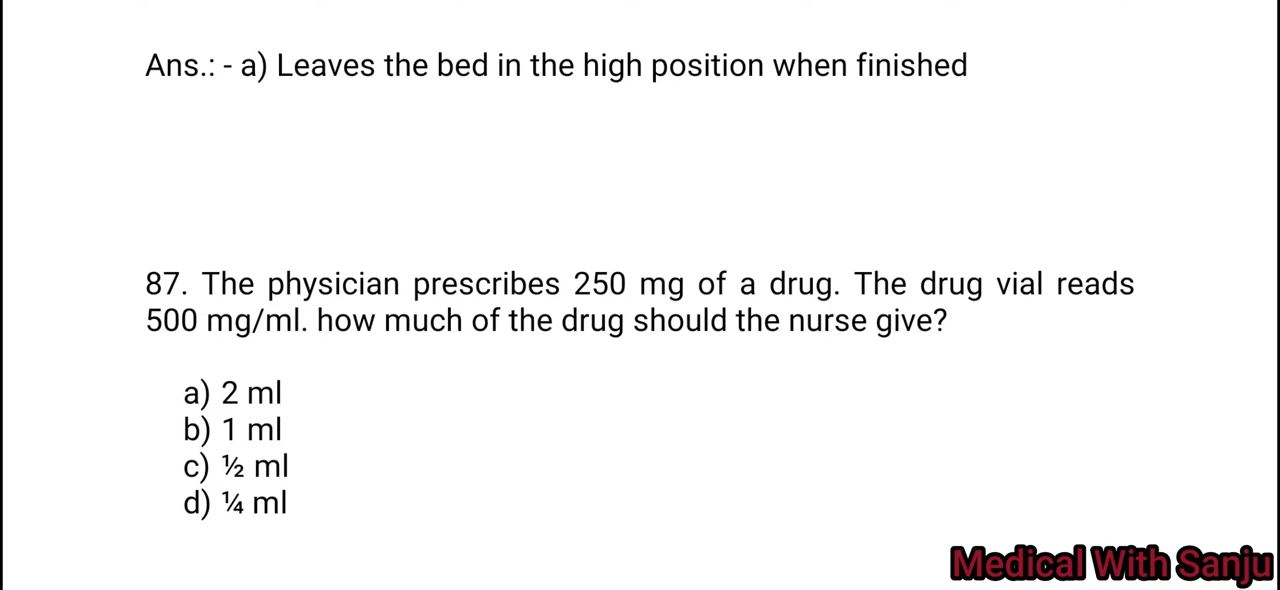 Ans.: - a) Leaves the bed in the high position when finished
87. The physician prescribes 250 mg of a drug. The drug vial reads
500 mg/ml. how much of the drug should the nurse give?
a) 2 ml
b) 1 ml
c) ½ ml
d) ¼ ml
Medical With Sanju